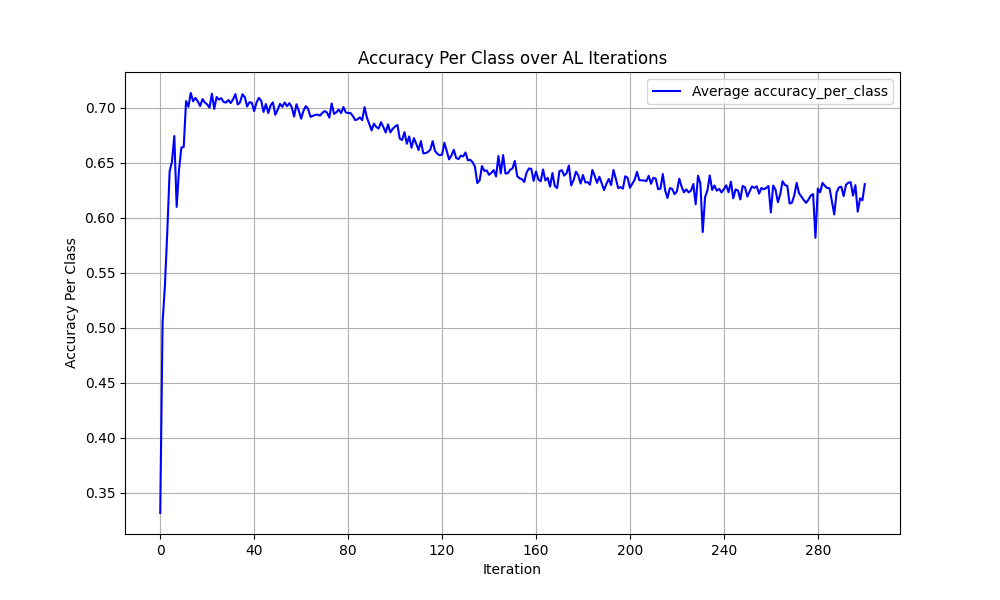 Accuracy Per Class over AL Iterations
Average accuracy_per_class
Accuracy Per Class
0.70
0.65
0.60
0.55
0.50
0.45
0.40
0.35
0 40 80 120 160 200 240 280
Iteration